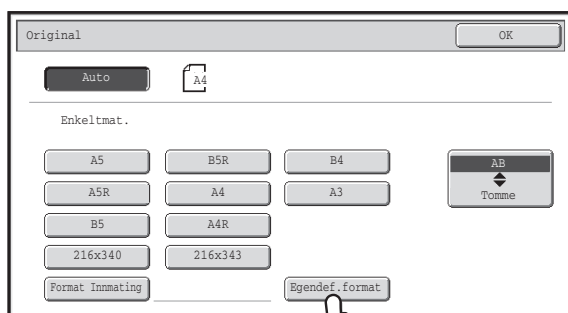 Original OK
Auto A4
Enkeltmat.
A5 B5R B4 AB
A5R A4 A3 Tomme
B5 A4R
216x340 216x343
Format Innmating Egendef.format